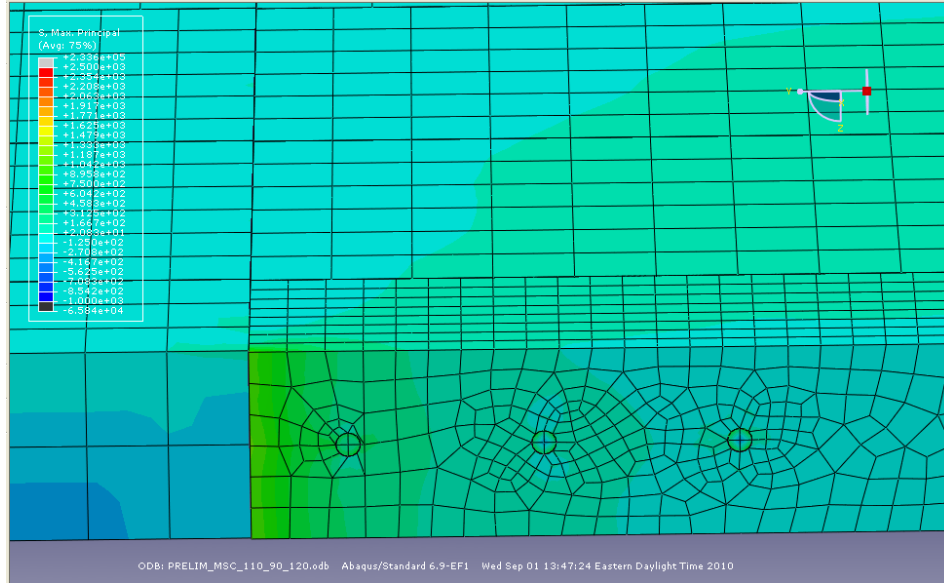 S, Max. Principal
(Avg: 75%)
+2.336e+05
+2.500e+03
+2.354e+03
+2.208e+03
+2.063e+03
+1.917e+03
+1.771e+03
+1.625e+03
+1.479e+03
+1.333e+03
+1.187e+03
+1.042e+03
+8.958e+02
+7.500e+02
+6.042e+02
+4.583e+02
+3.125e+02
+1.667e+02
+2.083e+01
-1.250e+02
-2.708e+02
-4.167e+02
-5.625e+02
-7.083e+02
-8.542e+02
-1.000e+03
-6.584e+04
Y
X
Z
ODB: PRELIM_MSC_110_90_120.odb Abaqus/Standard 6.9-EF1 Wed Sep 01 13:47:24 Eastern Daylight Time 2010